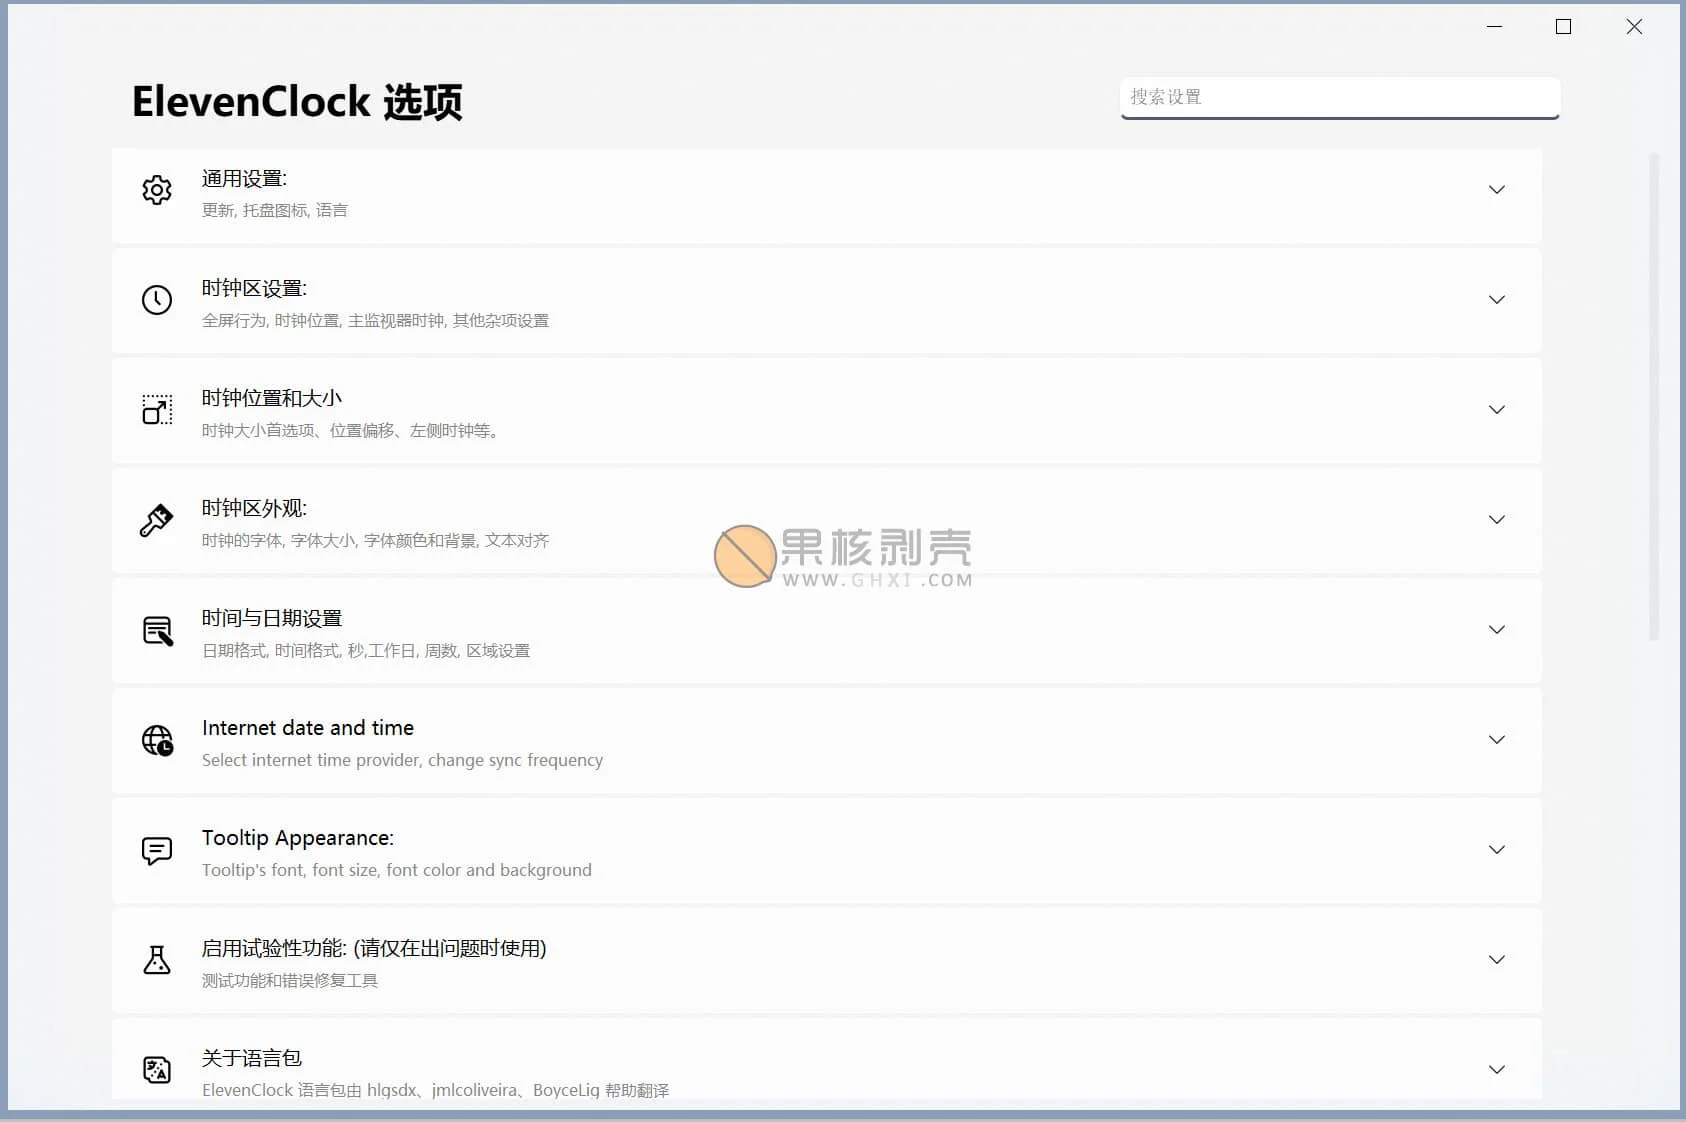 ElevenClock 选项
搜索设置
通用设置:
更新, 托盘图标, 语言
时钟区设置:
全屏行为, 时钟位置, 主监视器时钟, 其他杂项设置
时钟位置和大小
时钟大小首选项、位置偏移、左侧时钟等。
时钟区外观:
时钟的字体, 字体大小, 字体颜色和背景, 文本对齐
果核剥壳
WWW.GHXI.COM
时间与日期设置
日期格式, 时间格式, 秒,工作日, 周数, 区域设置
Internet date and time
Select internet time provider, change sync frequency
Tooltip Appearance:
Tooltip's font, font size, font color and background
启用试验性功能: (请仅在出问题时使用)
测试功能和错误修复工具
关于语言包
ElevenClock 语言包由 hlgsdx、jmlcoliveira、BoyceLig 帮助翻译